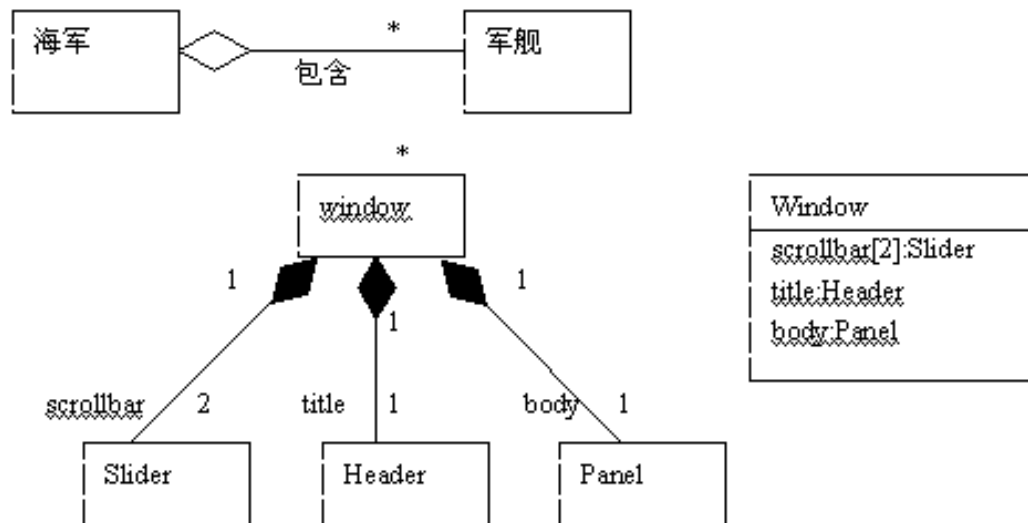 海军
*
军舰
包含
*
window
Window
scrollbar[2]:Slider
title:Header
body:Panel
1
1
1
scrollbar
2
title
1
body
1
Slider
Header
Panel